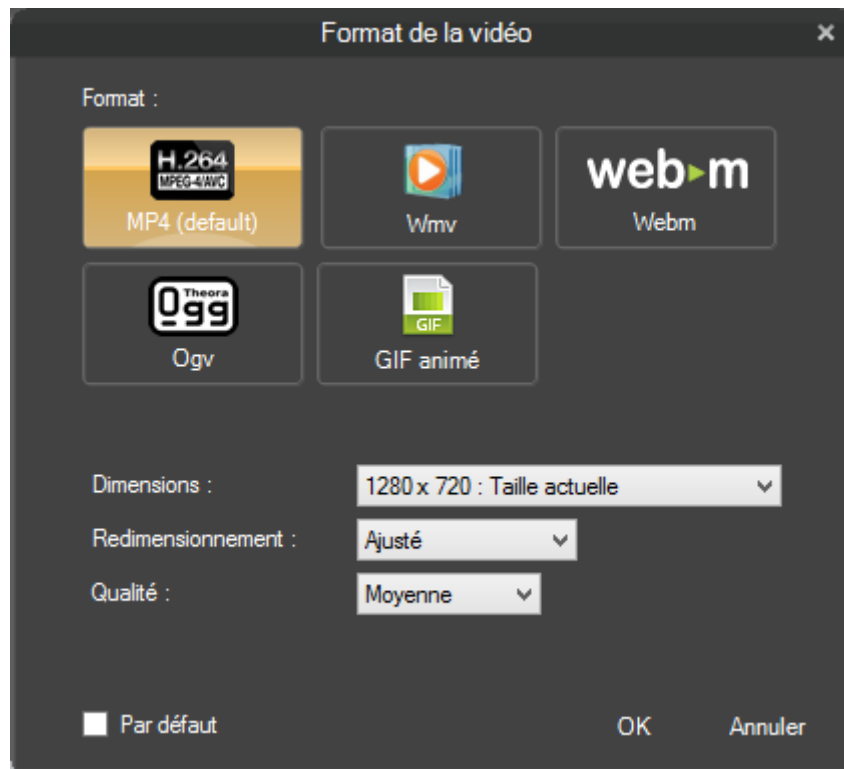 Format de la vidéo
Format :
H.264
MPEG-4/AVC
MP4 (default)
Wmv
web m
Webm
Theora
Ogg
Ogv
GIF
GIF animé
Dimensions :
1280 x 720 : Taille actuelle
Redimensionnement :
Ajusté
Qualité :
Moyenne
Par défaut
OK
Annuler